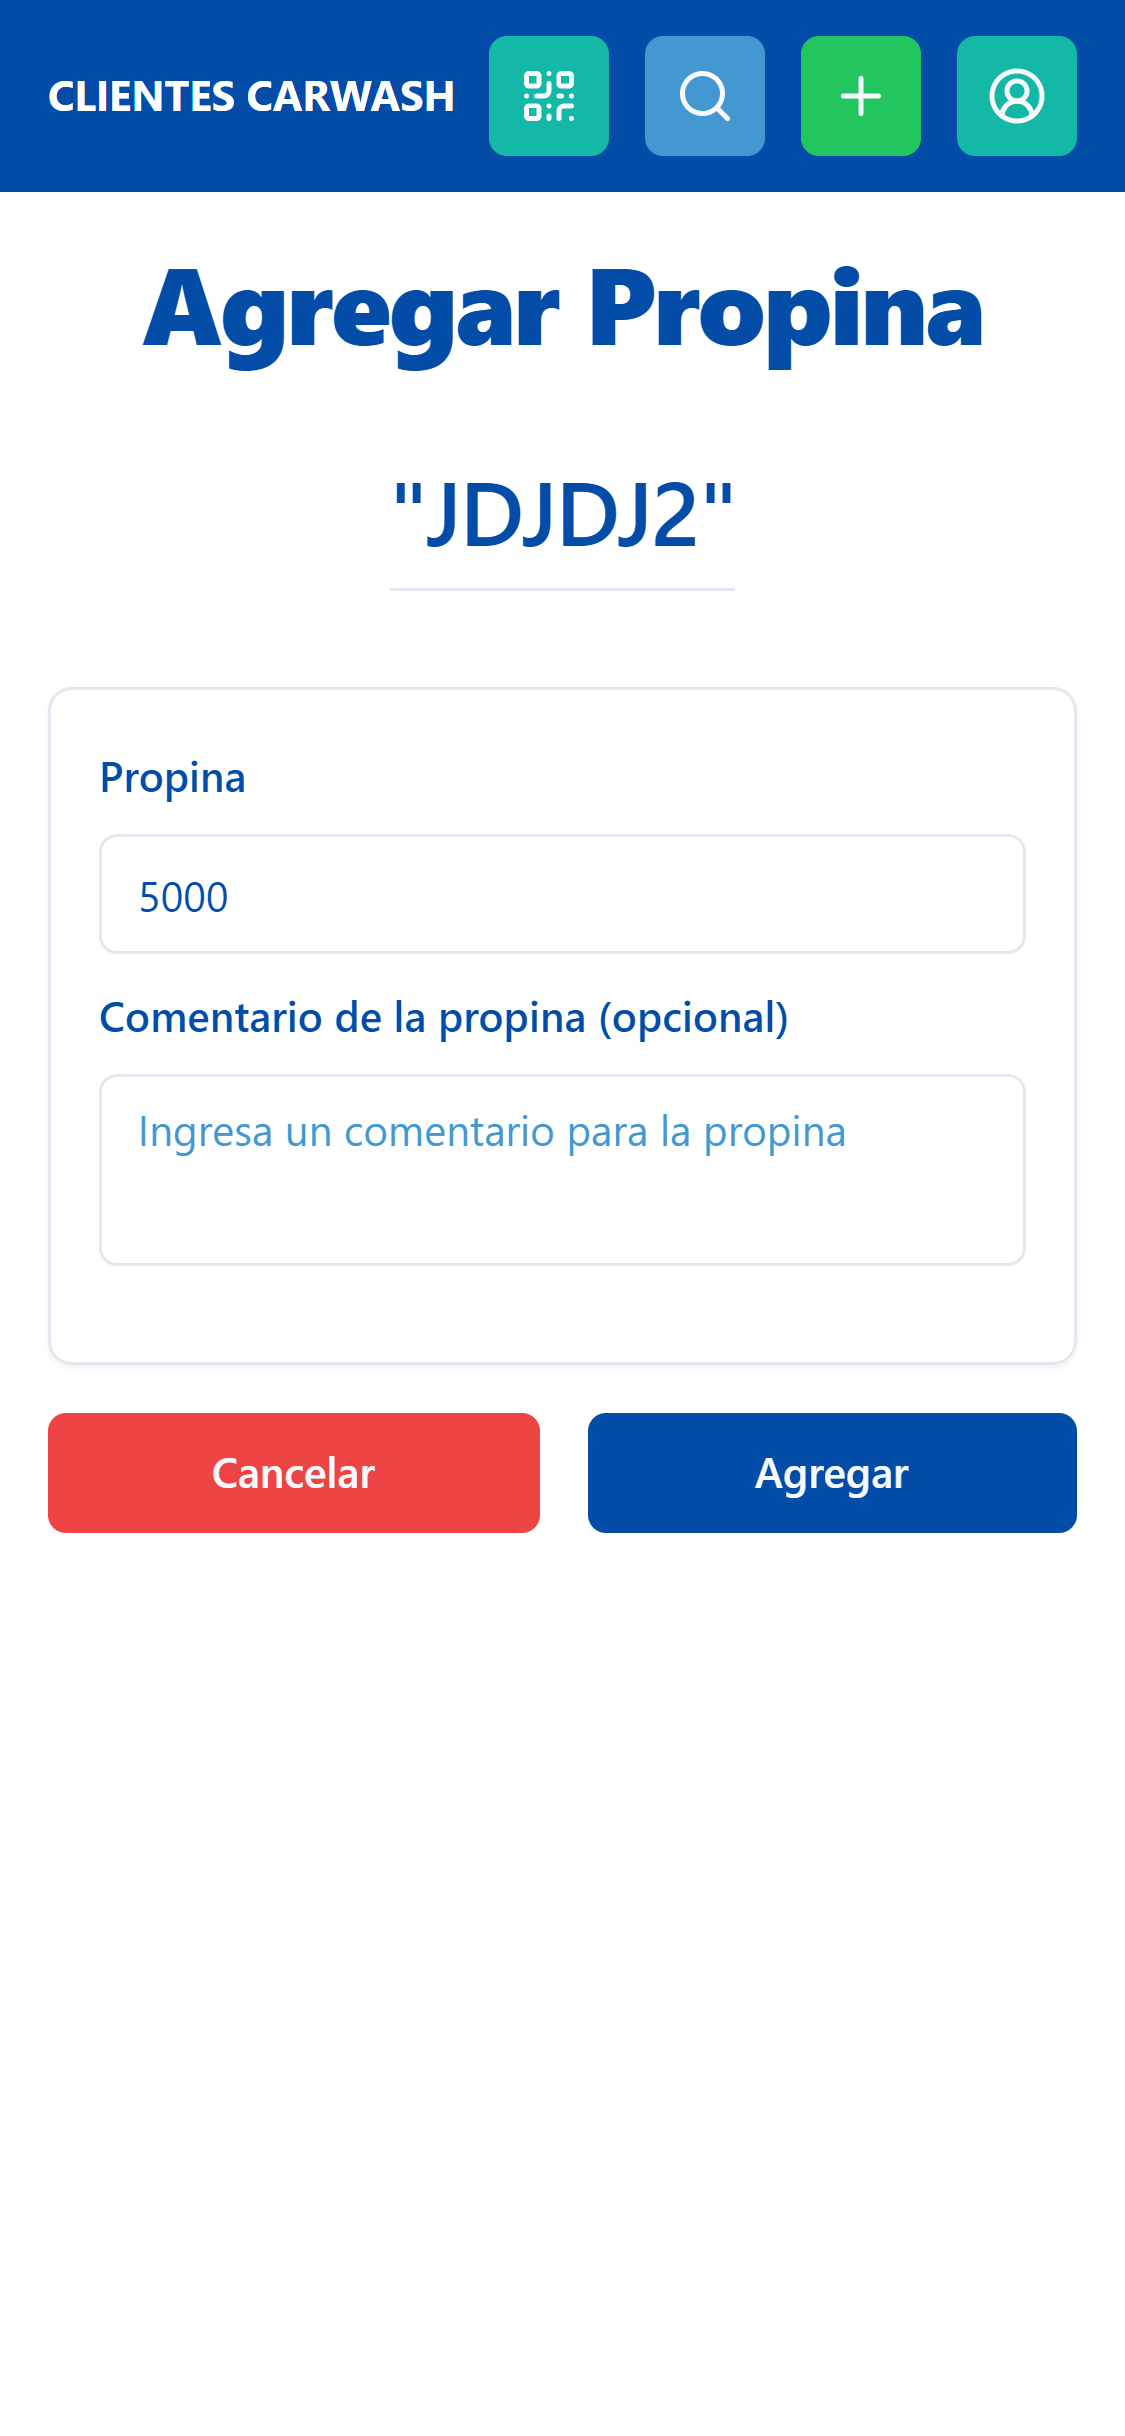 CLIENTES CARWASH
Agregar Propina
"JDJDJ2"
Propina
5000
Comentario de la propina (opcional)
Ingresa un comentario para la propina
Cancelar
Agregar